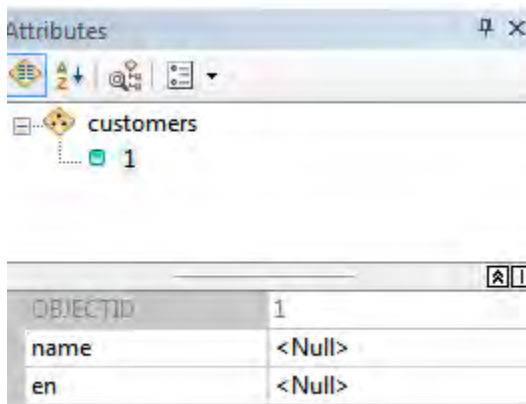 Attributes
customers
1
OBJECTID 1
name <Null>
en <Null>